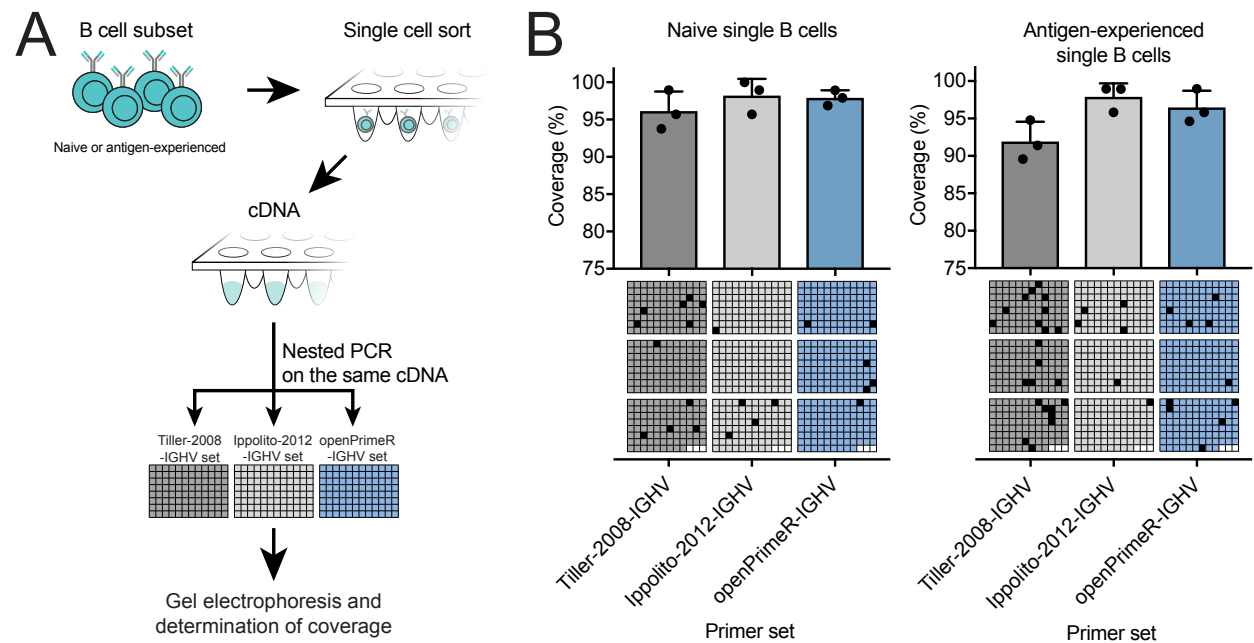 A
B cell subset
Single cell sort
Naive or antigen-experienced
cDNA
Nested PCR
on the same cDNA
Tiller-2008
-IGHV set
Ippolito-2012
-IGHV set
openPrimeR
-IGHV set
Gel electrophoresis and
determination of coverage
B
Naive single B cells
Coverage (%)
100
95
90
85
80
75
Tiller-2008-IGHV
Ippolito-2012-IGHV
openPrimeR-IGHV
Primer set
Antigen-experienced
single B cells
Coverage (%)
100
95
90
85
80
75
Tiller-2008-IGHV
Ippolito-2012-IGHV
openPrimeR-IGHV
Primer set